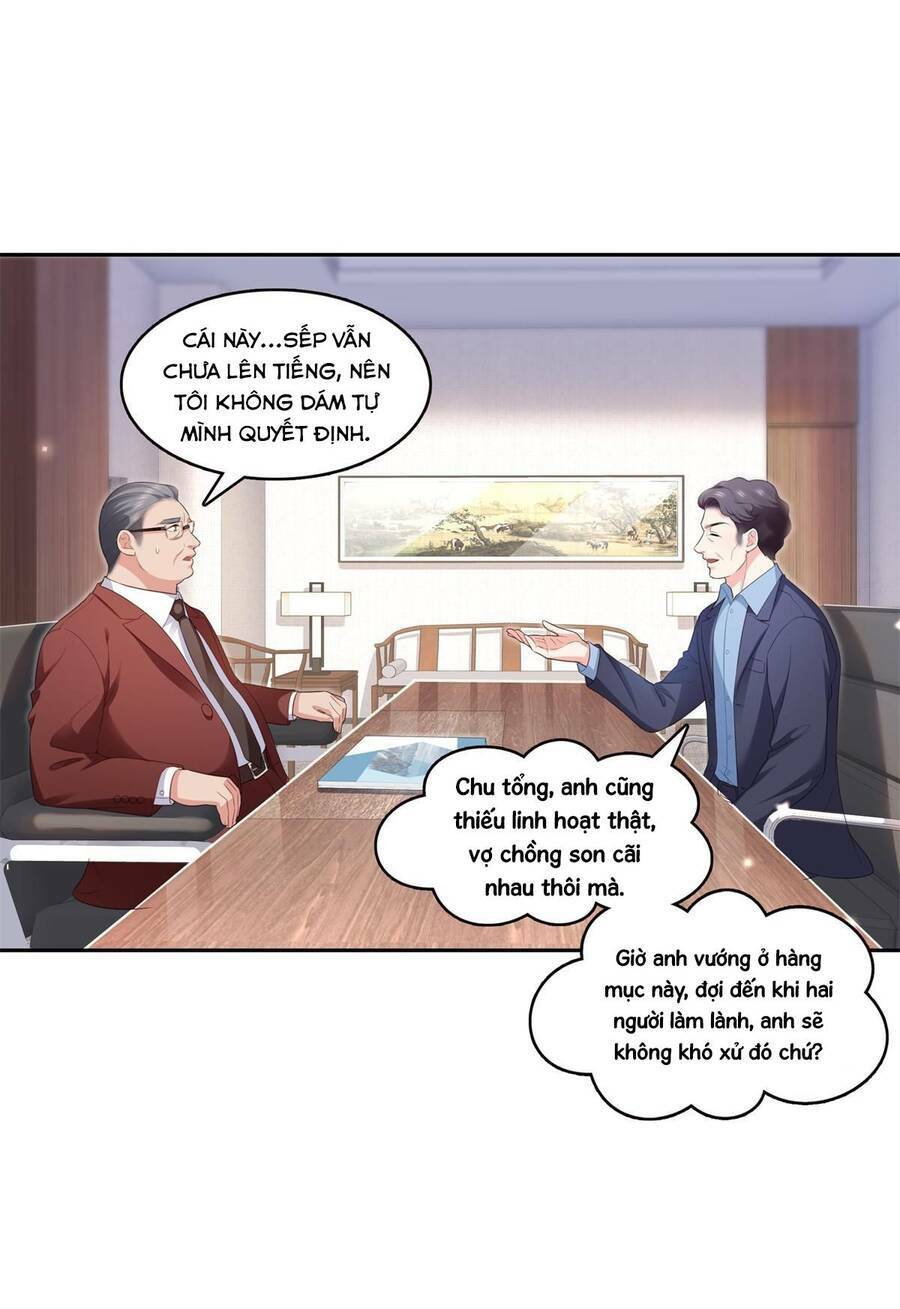 CÁI NÀY...SẾP VẪN
CHƯA LÊN TIẾNG, NÊN
TÔI KHÔNG DÁM TỰ
MÌNH QUYẾT ĐỊNH.
Chu tổng, anh cũng
thiếu linh hoạt thật,
vợ chồng son cãi
nhau thôi mà.
Giờ anh vướng ở hàng
mục này, đợi đến khi hai
người làm lành, anh sẽ
không khó xử đó chứ?